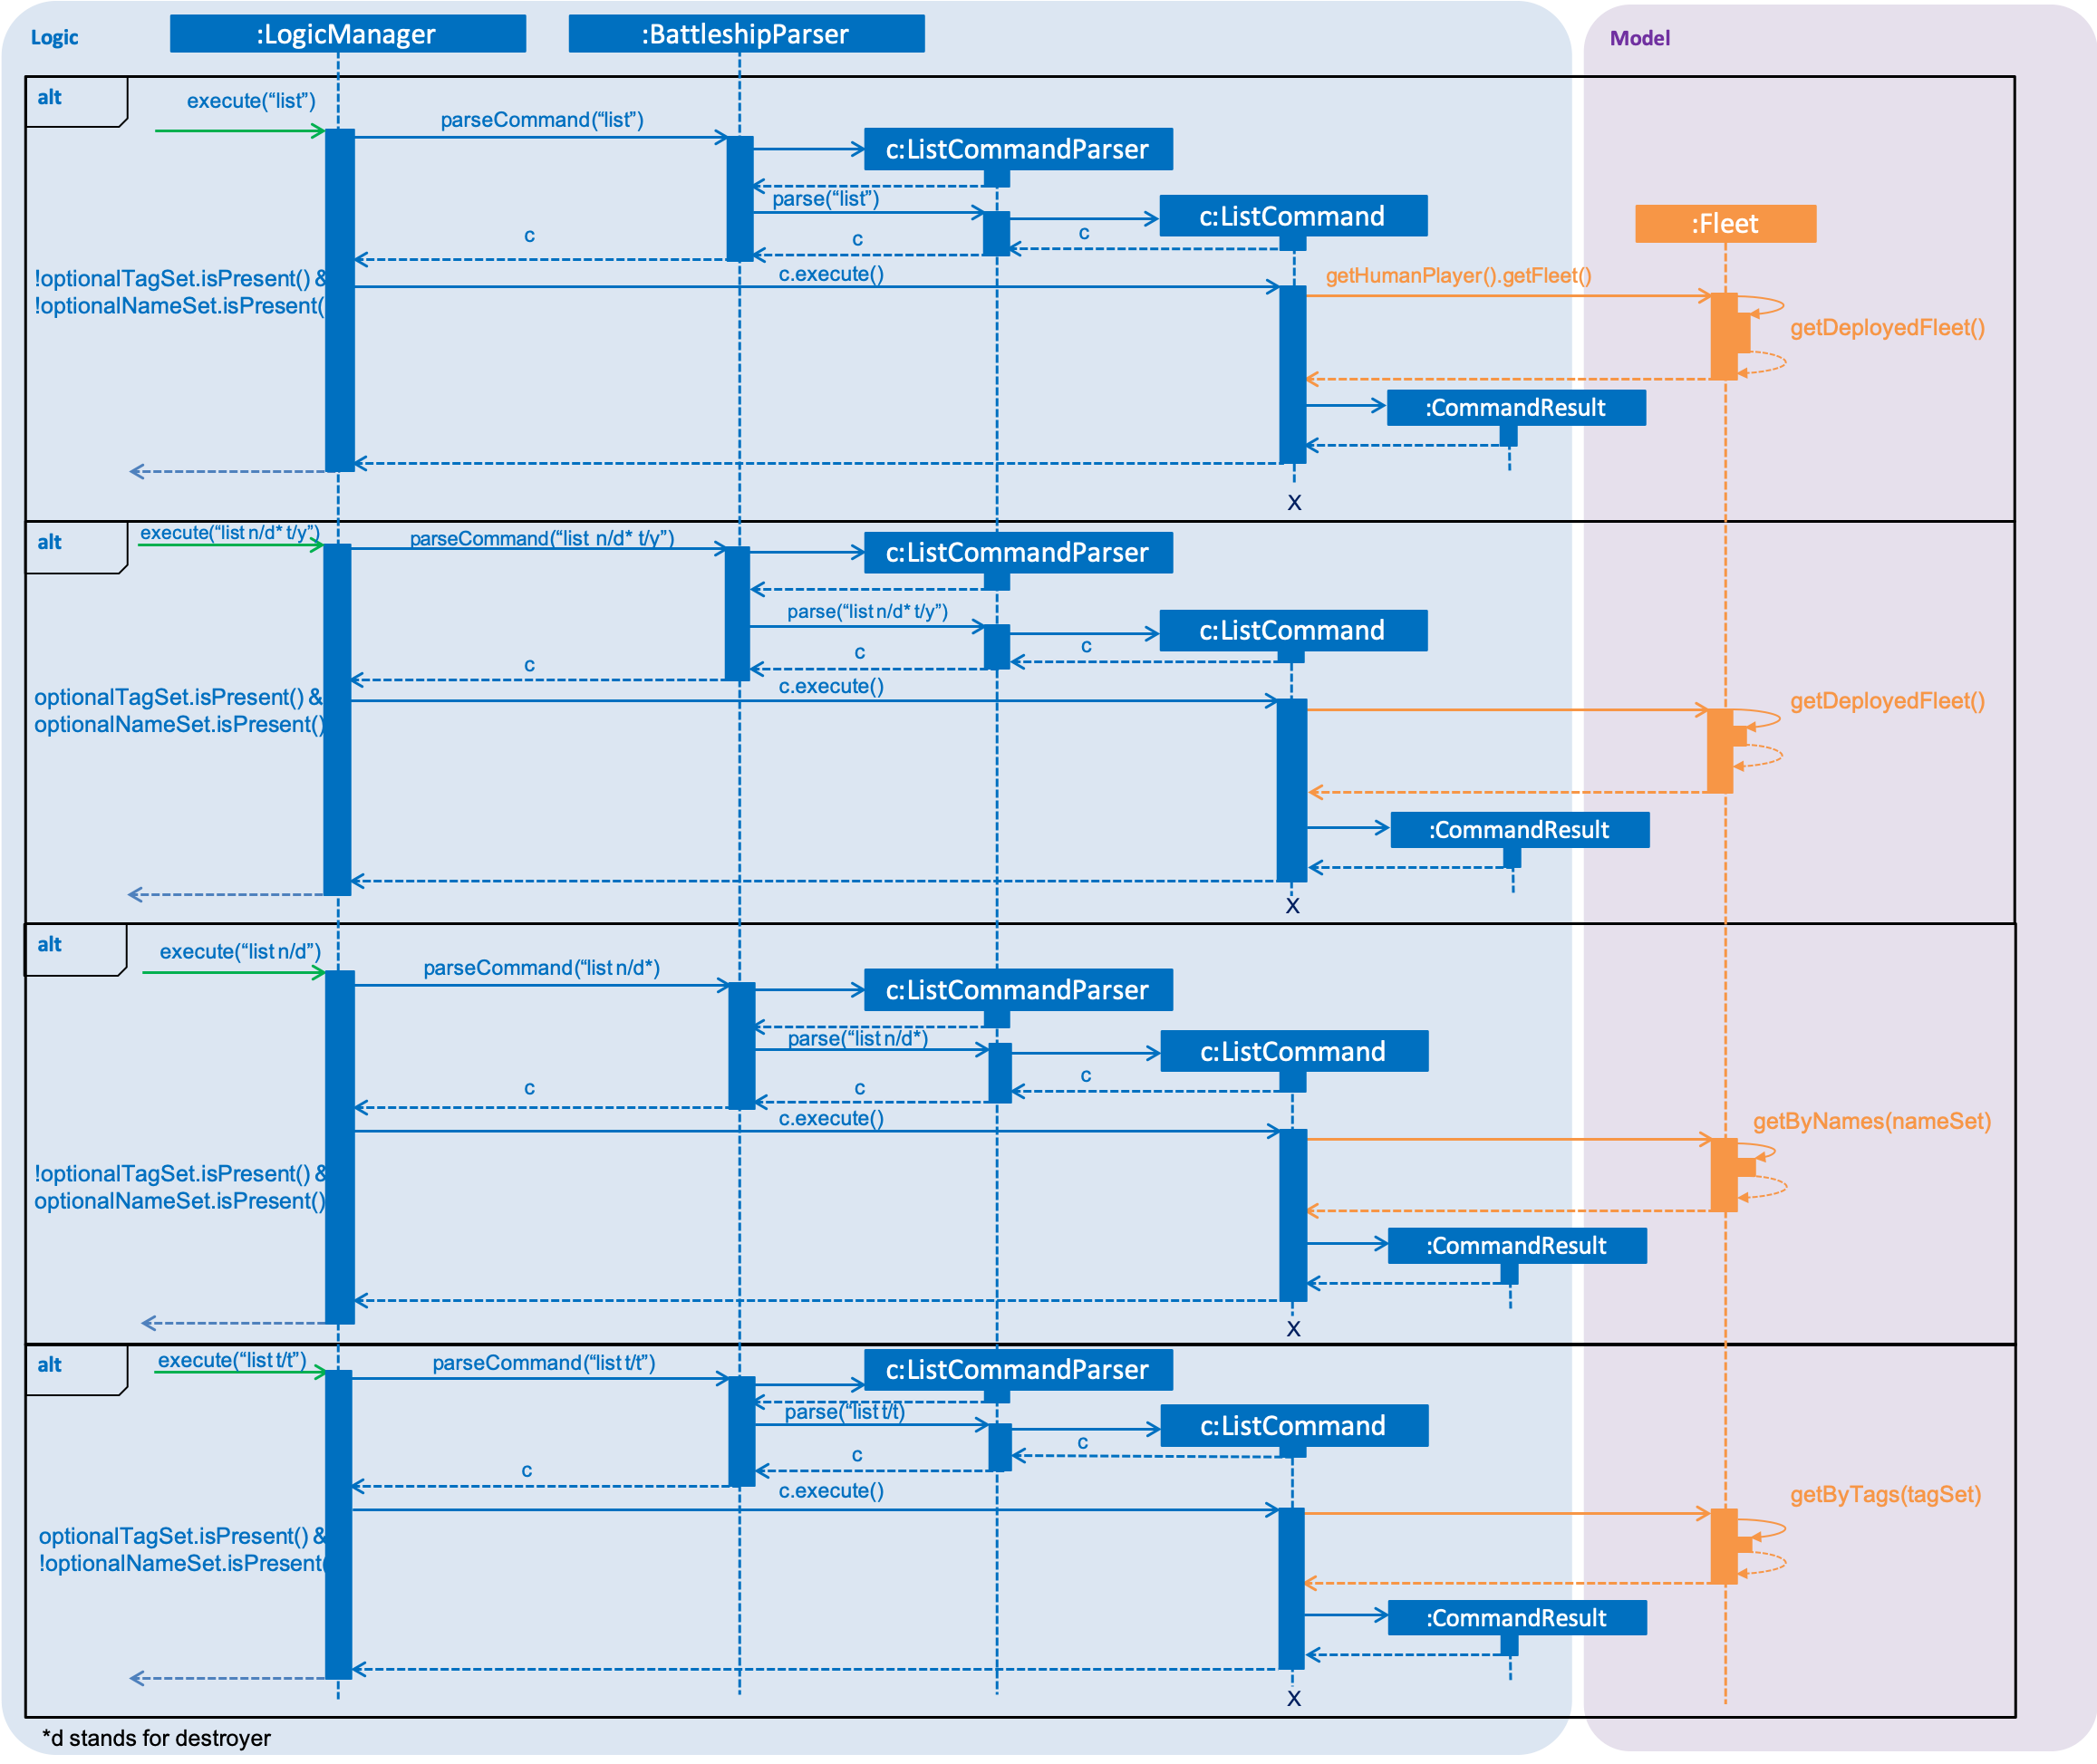 Logic
:LogicManager
:BattleshipParser
Model
alt
execute(“list”)
parseCommand(“list”)
c:ListCommandParser
parse(“list”)
c:ListCommand
:Fleet
c
c
c
c.execute()
getHumanPlayer().getFleet()
!optionalTagSet.isPresent() &
!optionalNameSet.isPresent(
getDeployedFleet()
:CommandResult
X
alt
execute(“list n/d* t/y”)
parseCommand(“list n/d* t/y”)
c:ListCommandParser
parse(“list n/d* t/y”)
c:ListCommand
c
c
c
c.execute()
optionalTagSet.isPresent() &
optionalNameSet.isPresent()
getDeployedFleet()
:CommandResult
X
alt
execute(“list n/d”)
parseCommand(“list n/d*)
c:ListCommandParser
parse(“list n/d*)
c:ListCommand
c
c
c
c.execute()
getByNames(nameSet)
!optionalTagSet.isPresent() &
optionalNameSet.isPresent()
:CommandResult
X
alt
execute(“list t/t”)
parseCommand(“list t/t”)
c:ListCommandParser
parse(“list t/t)
c:ListCommand
c
c
c
c.execute()
getByTags(tagSet)
optionalTagSet.isPresent() &
!optionalNameSet.isPresent(
:CommandResult
X
*d stands for destroyer